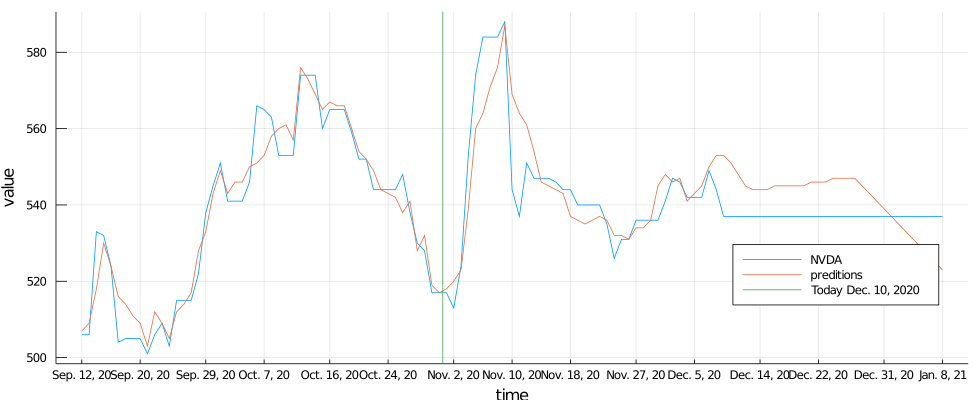 580
560
540
520
500
value
NVDA
preditions
Today Dec. 10, 2020
Sep. 12, 20 Sep. 20, 20 Sep. 29, 20 Oct. 7, 20 Oct. 16, 20 Oct. 24, 20 Nov. 2, 20 Nov. 10, 20 Nov. 18, 20 Nov. 27, 20 Dec. 5, 20 Dec. 14, 20 Dec. 22, 20 Dec. 31, 20 Jan. 8, 21
time